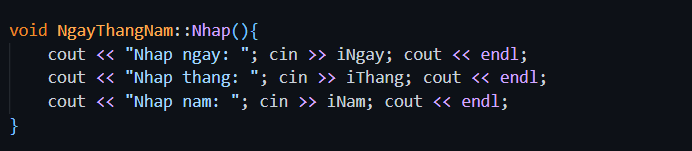 void NgayThangNam::Nhap(){
    cout << "Nhap ngay: "; cin >> iNgay; cout << endl;
    cout << "Nhap thang: "; cin >> iThang; cout << endl;
    cout << "Nhap nam: "; cin >> iNam; cout << endl;
}